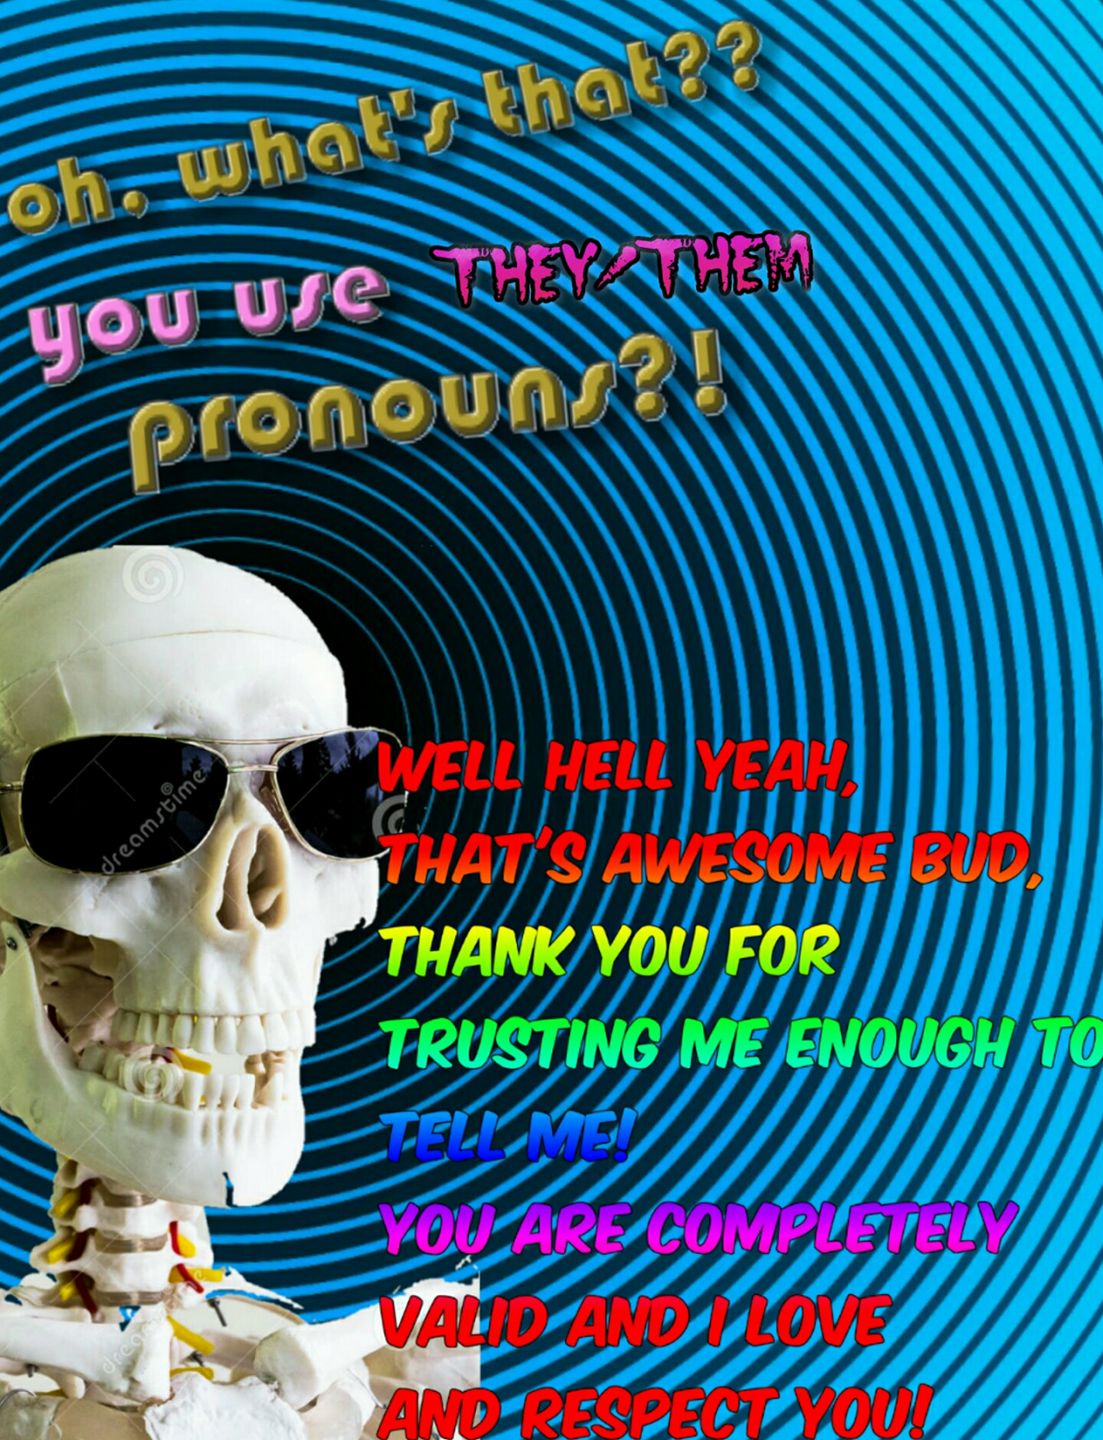 oh, what's that??
you use THEY/THEM
pronouns?!
WELL HELL YEAH,
THAT'S AWESOME BUD,
THANK YOU FOR
TRUSTING ME ENOUGH TO
TELL ME!
YOU ARE COMPLETELY
VALID AND I LOVE
AND RESPECT YOU!
dreamstime